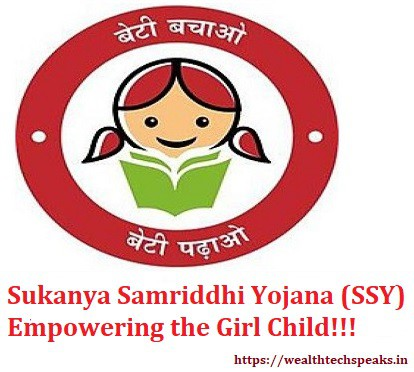 बेटी बचाओ
बेटी पढ़ाओ
Sukanya Samriddhi Yojana (SSY)
Empowering the Girl Child!!!
https://wealthtechspeaks.in